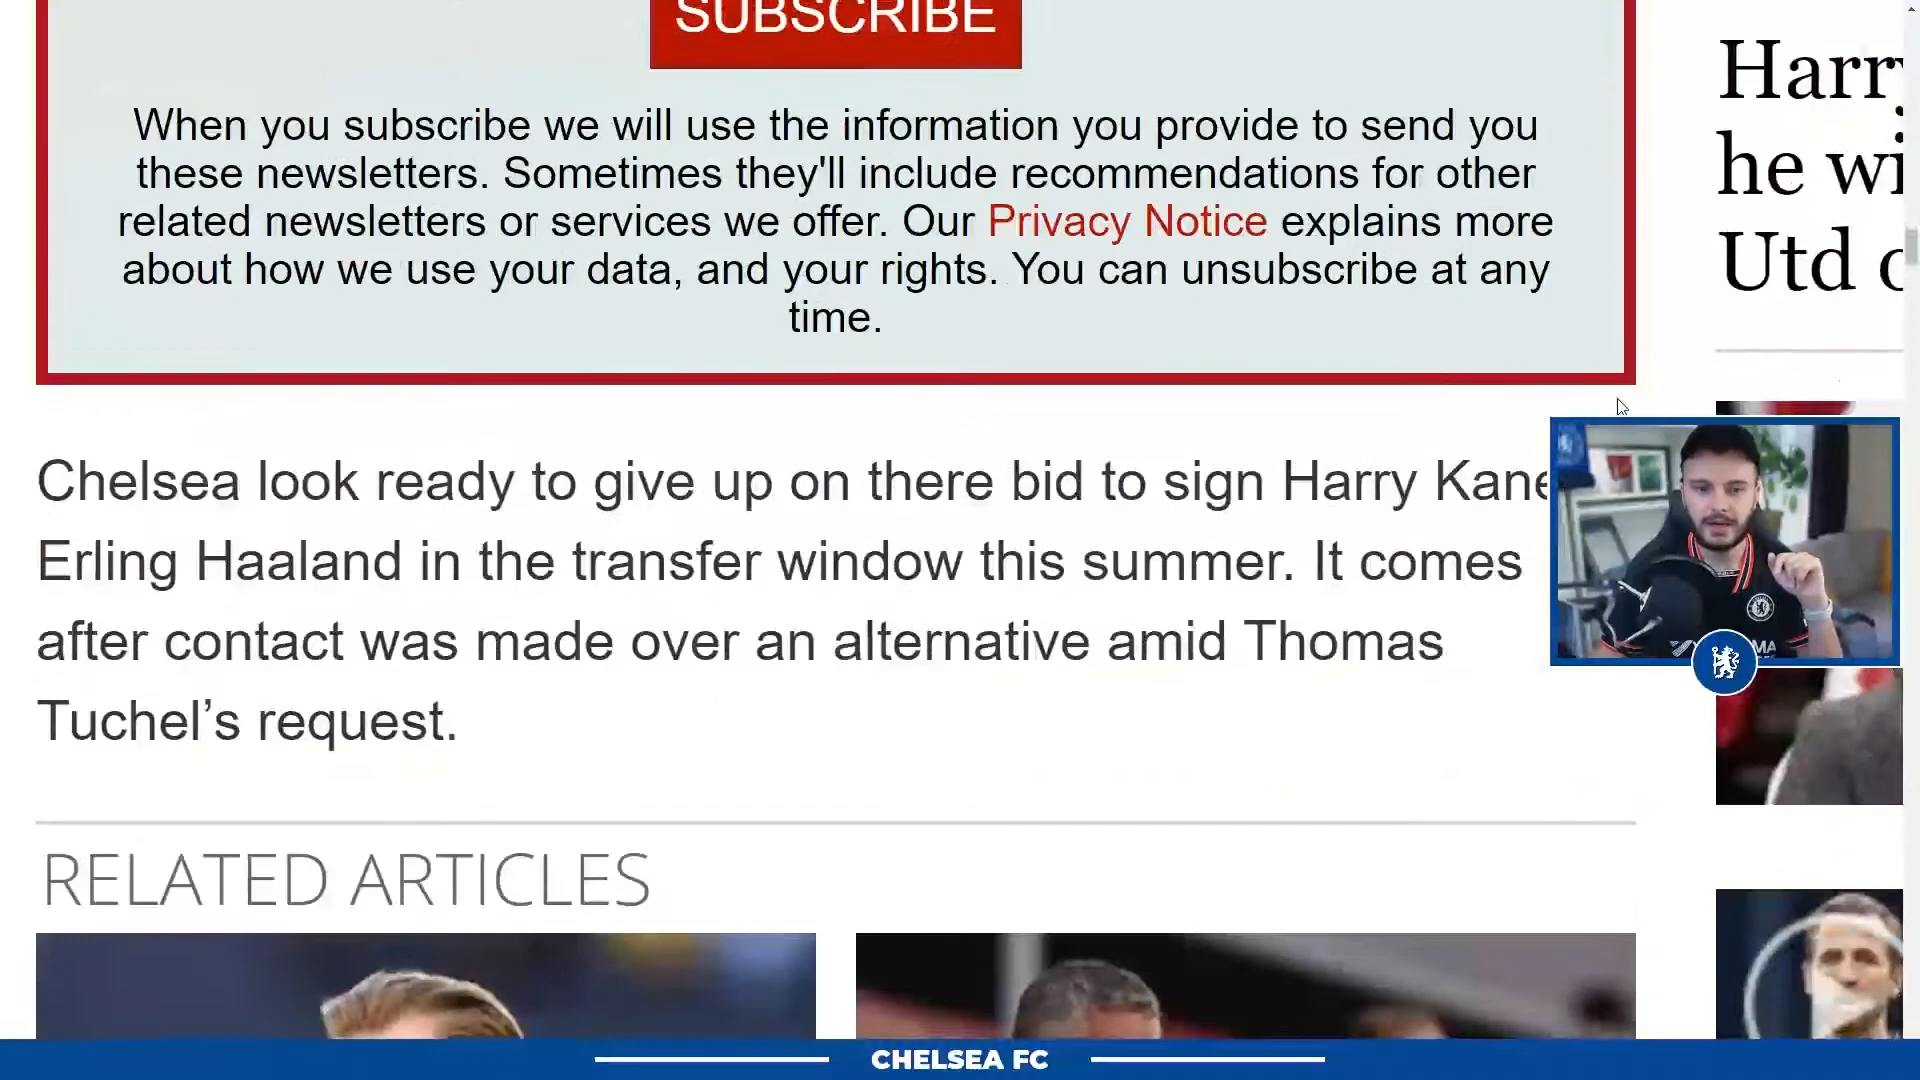 SUBSCRIBE
When you subscribe we will use the information you provide to send you
these newsletters. Sometimes they'll include recommendations for other
related newsletters or services we offer. Our Privacy Notice explains more
about how we use your data, and your rights. You can unsubscribe at any
time.
Chelsea look ready to give up on there bid to sign Harry Kane
Erling Haaland in the transfer window this summer. It comes
after contact was made over an alternative amid Thomas
Tuchel’s request.
RELATED ARTICLES
Harry
he wi
Utd
CHELSEA FC